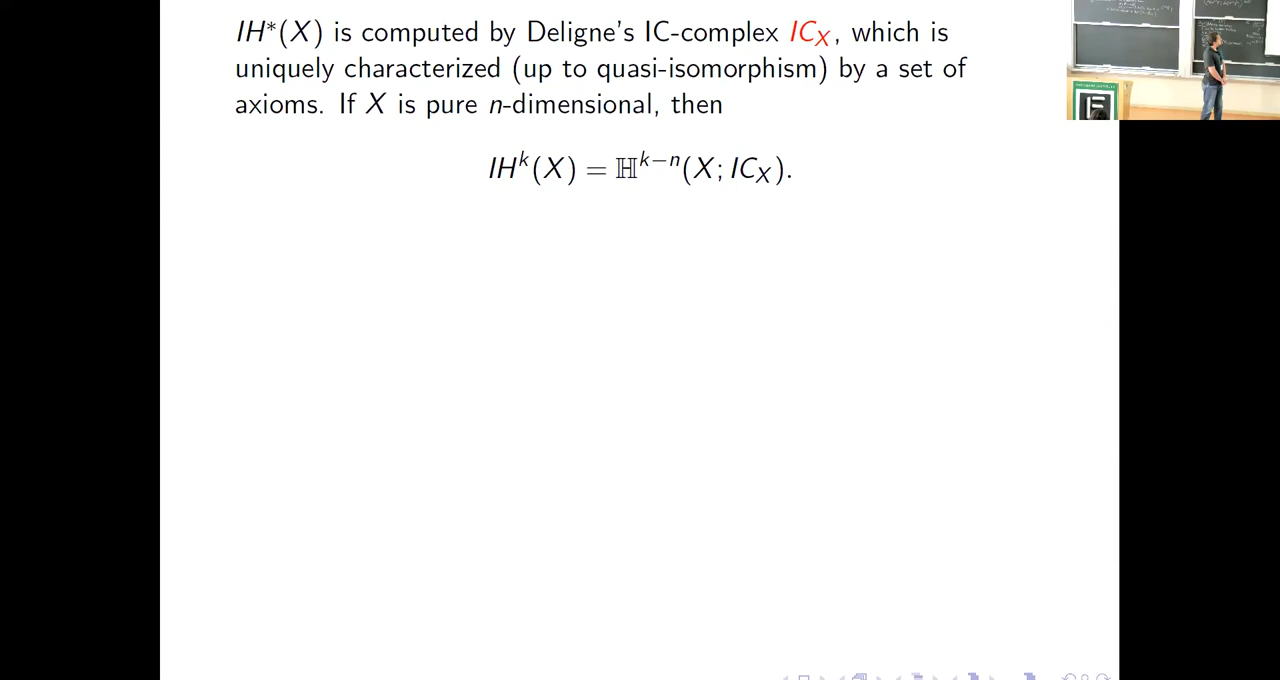 IH*(X) is computed by Deligne's IC-complex IC_X, which is
uniquely characterized (up to quasi-isomorphism) by a set of
axioms. If X is pure n-dimensional, then
IH^k(X) = ℍ^{k−n}(X; IC_X).